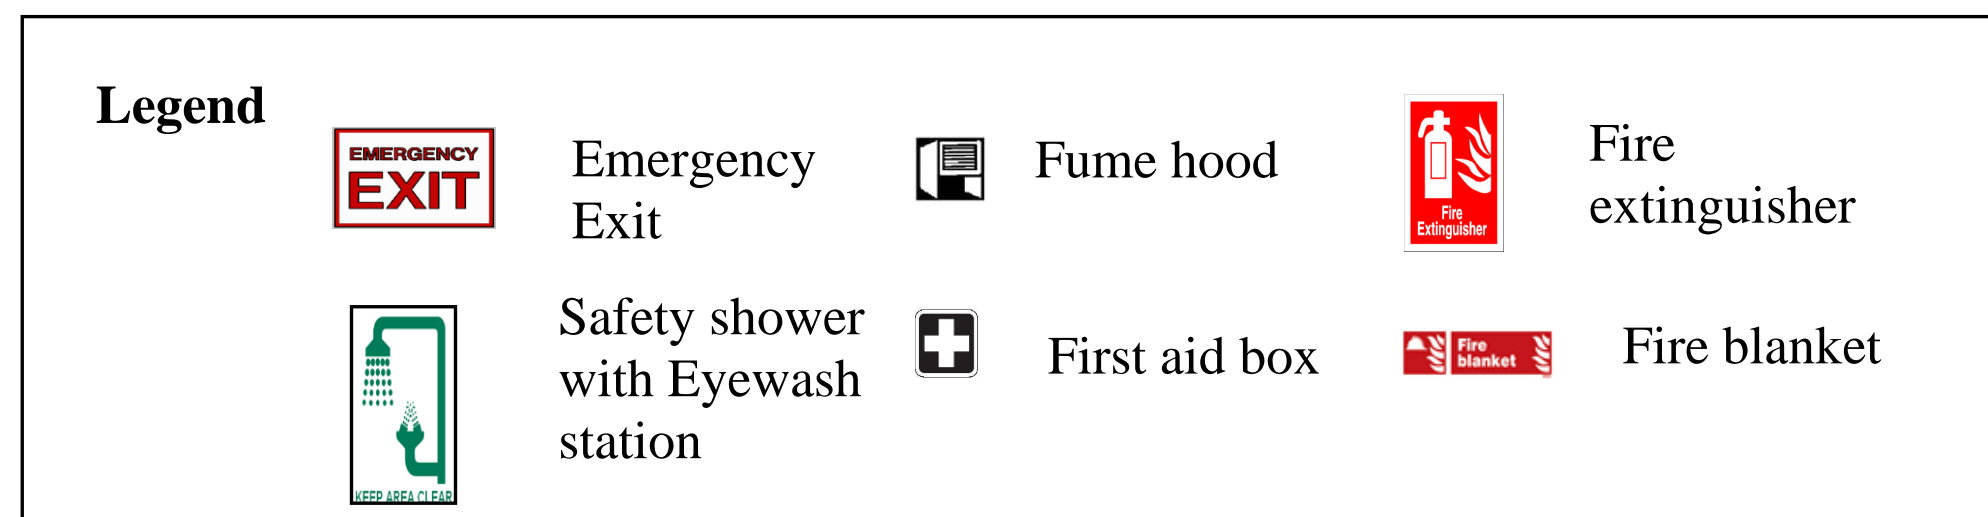 Legend
EMERGENCY
EXIT
Emergency
Exit
Fume hood
Fire
Extinguisher
Fire
extinguisher
KEEP AREA CLEAR
Safety shower
with Eyewash
station
First aid box
Fire
blanket
Fire blanket